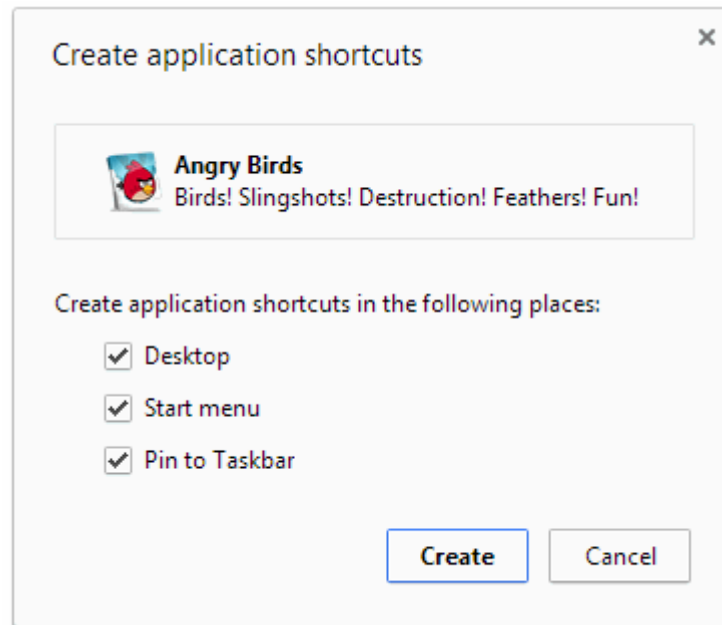 Create application shortcuts
Angry Birds
Birds! Slingshots! Destruction! Feathers! Fun!
Create application shortcuts in the following places:
Desktop
Start menu
Pin to Taskbar
Create Cancel